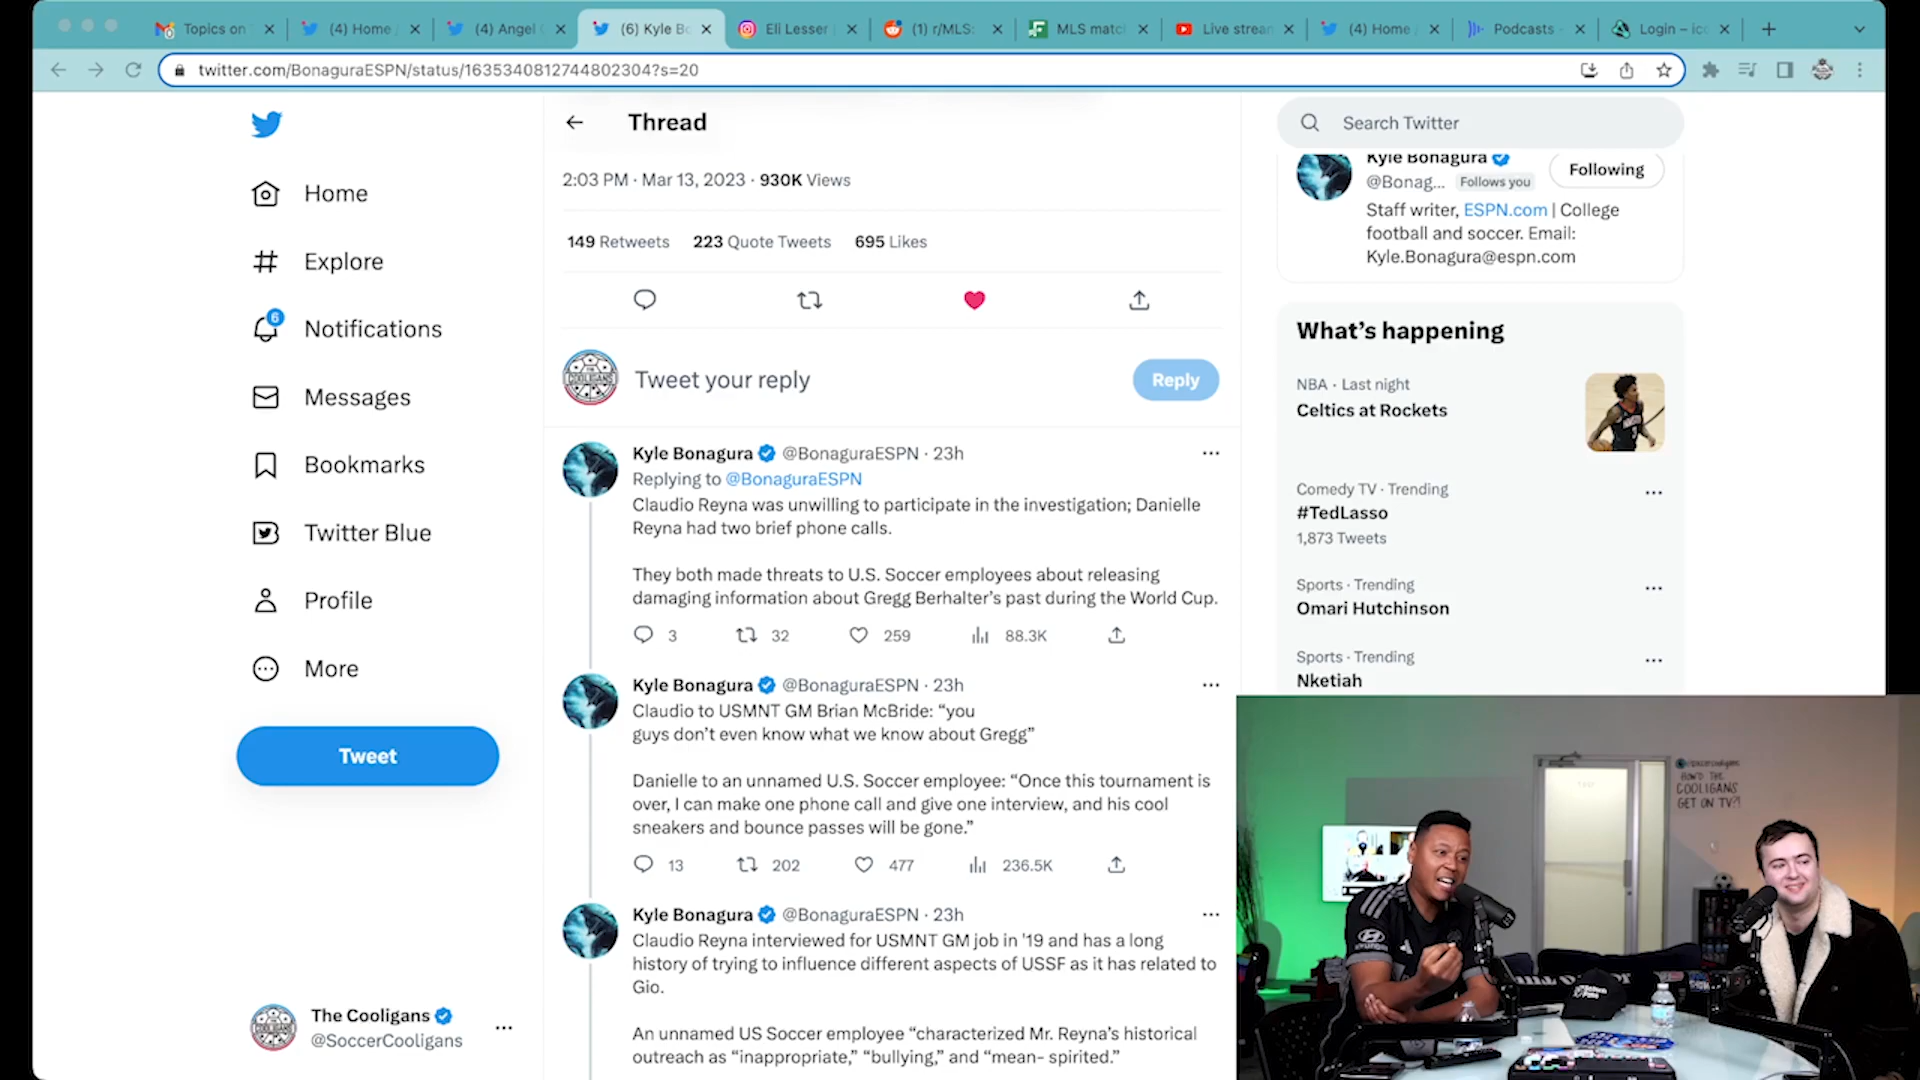 Topics on
(4) Home
(4) Angel
(6) Kyle Bo
Eli Lesser
(1) r/MLS:
MLS matc
Live strean
(4) Home
Podcasts
Login – ico
twitter.com/BonaguraESPN/status/1635340812744802304?s=20
Thread
Search Twitter
2:03 PM · Mar 13, 2023 · 930K Views
149 Retweets 223 Quote Tweets 695 Likes
Home
Explore
6
Notifications
Messages
Bookmarks
Twitter Blue
Profile
More
Tweet
The Cooligans
@SoccerCooligans
COOLIGANS
Tweet your reply
Reply
Kyle Bonagura @BonaguraESPN · 23h
Replying to @BonaguraESPN
Claudio Reyna was unwilling to participate in the investigation; Danielle
Reyna had two brief phone calls.
They both made threats to U.S. Soccer employees about releasing
damaging information about Gregg Berhalter’s past during the World Cup.
3 32 259 88.3K
Kyle Bonagura @BonaguraESPN · 23h
Claudio to USMNT GM Brian McBride: “you
guys don’t even know what we know about Gregg”
Danielle to an unnamed U.S. Soccer employee: “Once this tournament is
over, I can make one phone call and give one interview, and his cool
sneakers and bounce passes will be gone.”
13 202 477 236.5K
Kyle Bonagura @BonaguraESPN · 23h
Claudio Reyna interviewed for USMNT GM job in '19 and has a long
history of trying to influence different aspects of USSF as it has related to
Gio.
An unnamed US Soccer employee “characterized Mr. Reyna’s historical
outreach as “inappropriate,” “bullying,” and “mean- spirited.”
Kyle Bonagura
@Bonag... Follows you
Following
Staff writer, ESPN.com | College
football and soccer. Email:
Kyle.Bonagura@espn.com
What’s happening
NBA · Last night
Celtics at Rockets
Comedy TV · Trending
#TedLasso
1,873 Tweets
Sports · Trending
Omari Hutchinson
Sports · Trending
Nketiah
@soccercooligans
HOW'D THE
COOLIGANS
GET ON TV?!
HYUNDAI